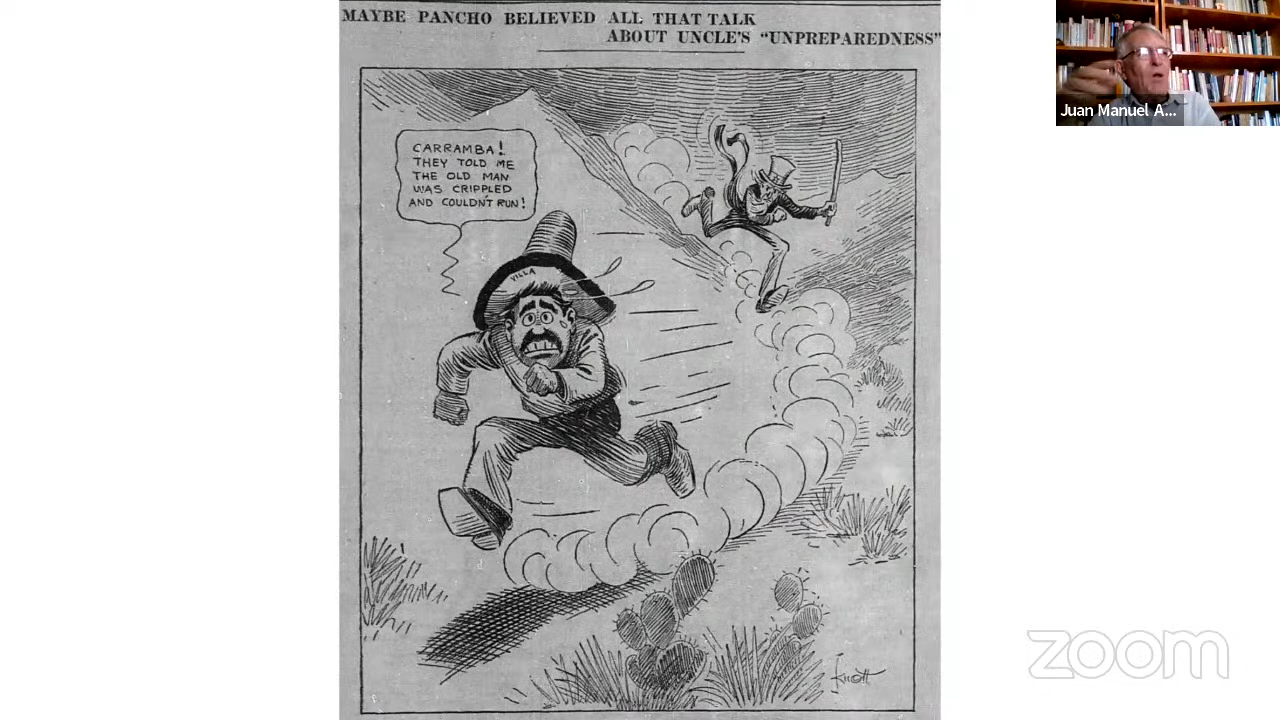 MAYBE PANCHO BELIEVED ALL THAT TALK
ABOUT UNCLE'S "UNPREPAREDNESS"
CARRAMBA!
THEY TOLD ME
THE OLD MAN
WAS CRIPPLED
AND COULDN'T RUN!
VILLA
Knott
Juan Manuel A...
zoom